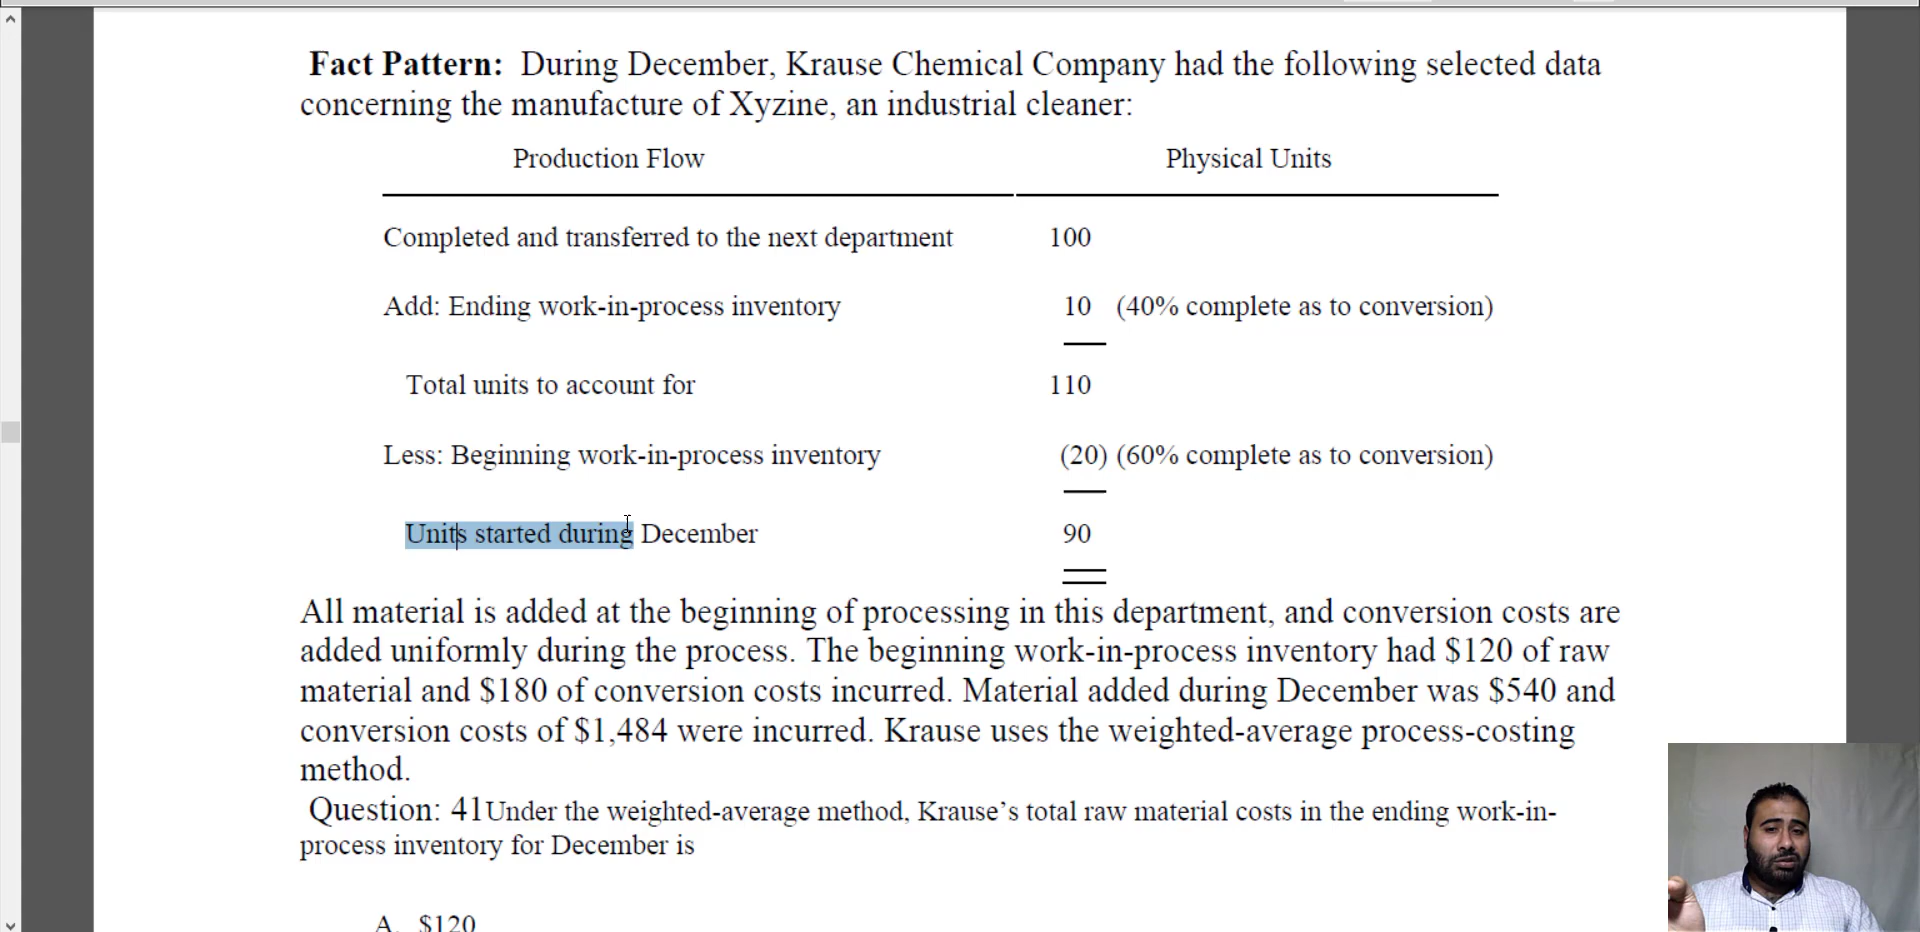 Fact Pattern: During December, Krause Chemical Company had the following selected data
concerning the manufacture of Xyzine, an industrial cleaner:
Production Flow Physical Units
Completed and transferred to the next department 100
Add: Ending work-in-process inventory 10 (40% complete as to conversion)
Total units to account for 110
Less: Beginning work-in-process inventory (20) (60% complete as to conversion)
Units started during December 90
All material is added at the beginning of processing in this department, and conversion costs are
added uniformly during the process. The beginning work-in-process inventory had $120 of raw
material and $180 of conversion costs incurred. Material added during December was $540 and
conversion costs of $1,484 were incurred. Krause uses the weighted-average process-costing
method.
Question: 41Under the weighted-average method, Krause’s total raw material costs in the ending work-in-
process inventory for December is
A. $120